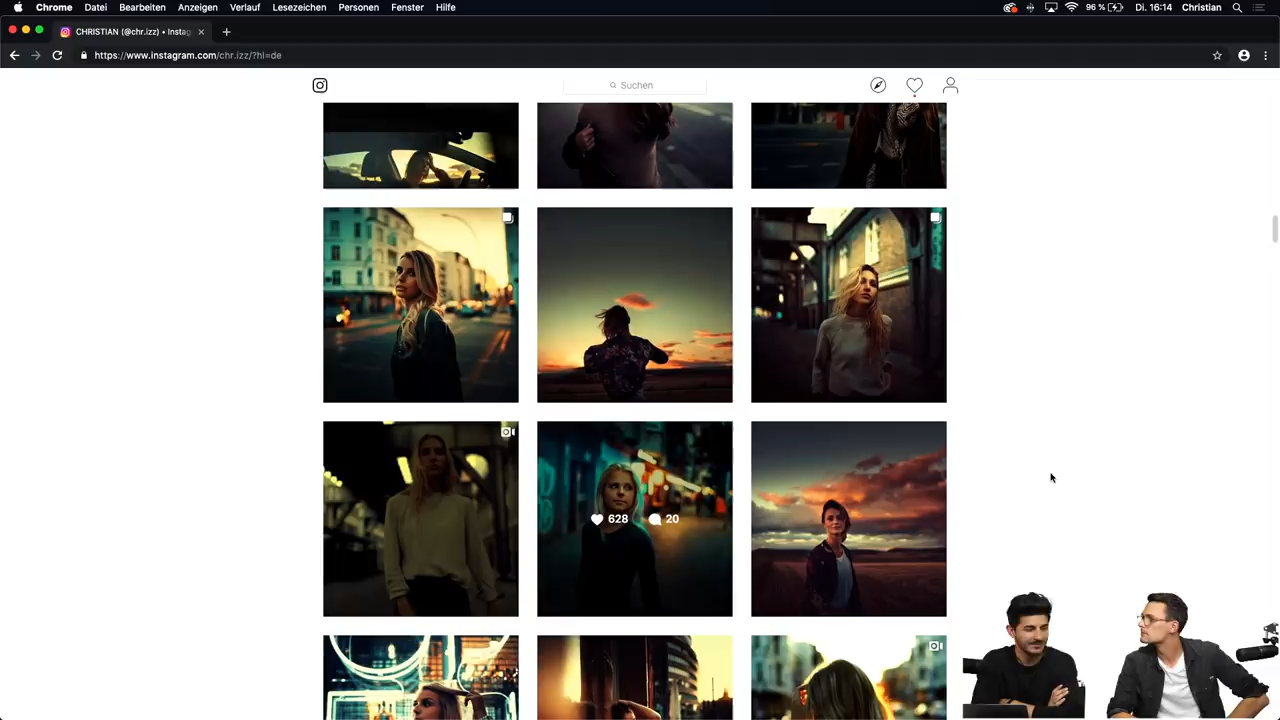 Chrome Datei Bearbeiten Anzeigen Verlauf Lesezeichen Personen Fenster Hilfe 96 % Di. 16:14 Christian
CHRISTIAN (@chr.izz) • Instag
https://www.instagram.com/chr.izz/?hl=de
Suchen
628 20